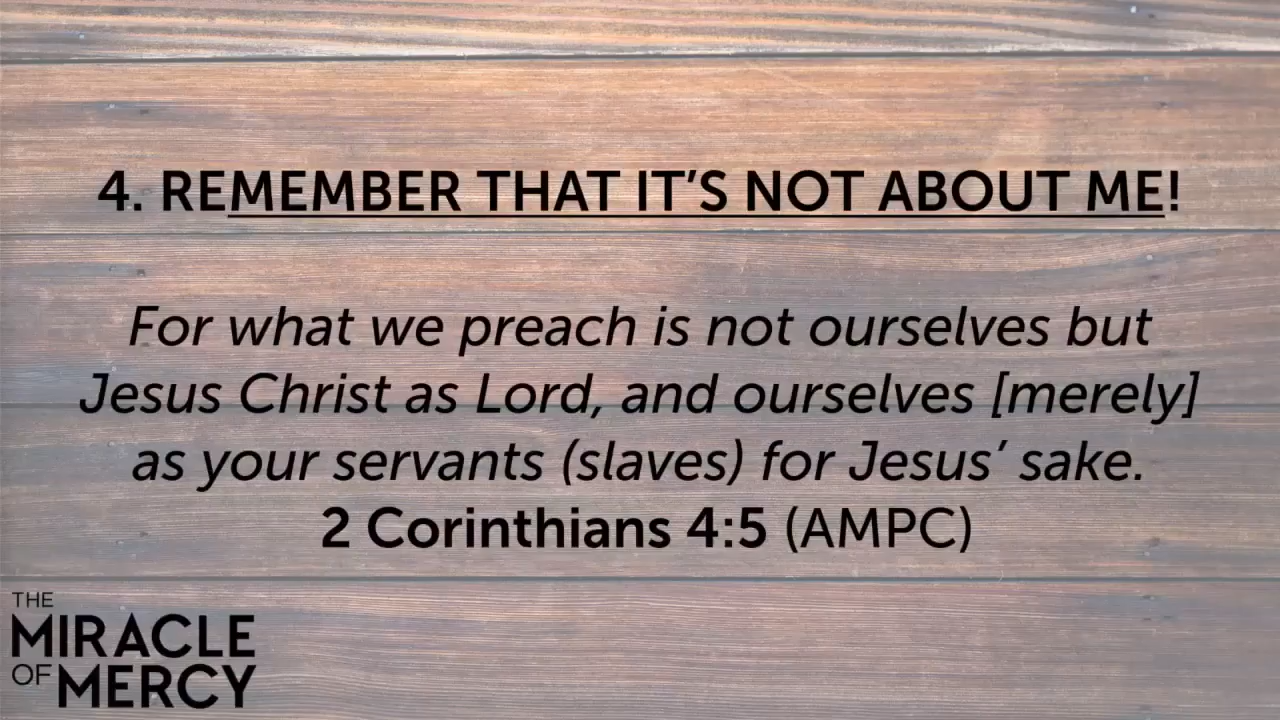 4. REMEMBER THAT IT’S NOT ABOUT ME!
For what we preach is not ourselves but
Jesus Christ as Lord, and ourselves [merely]
as your servants (slaves) for Jesus’ sake.
2 Corinthians 4:5 (AMPC)
THE
MIRACLE
OF MERCY